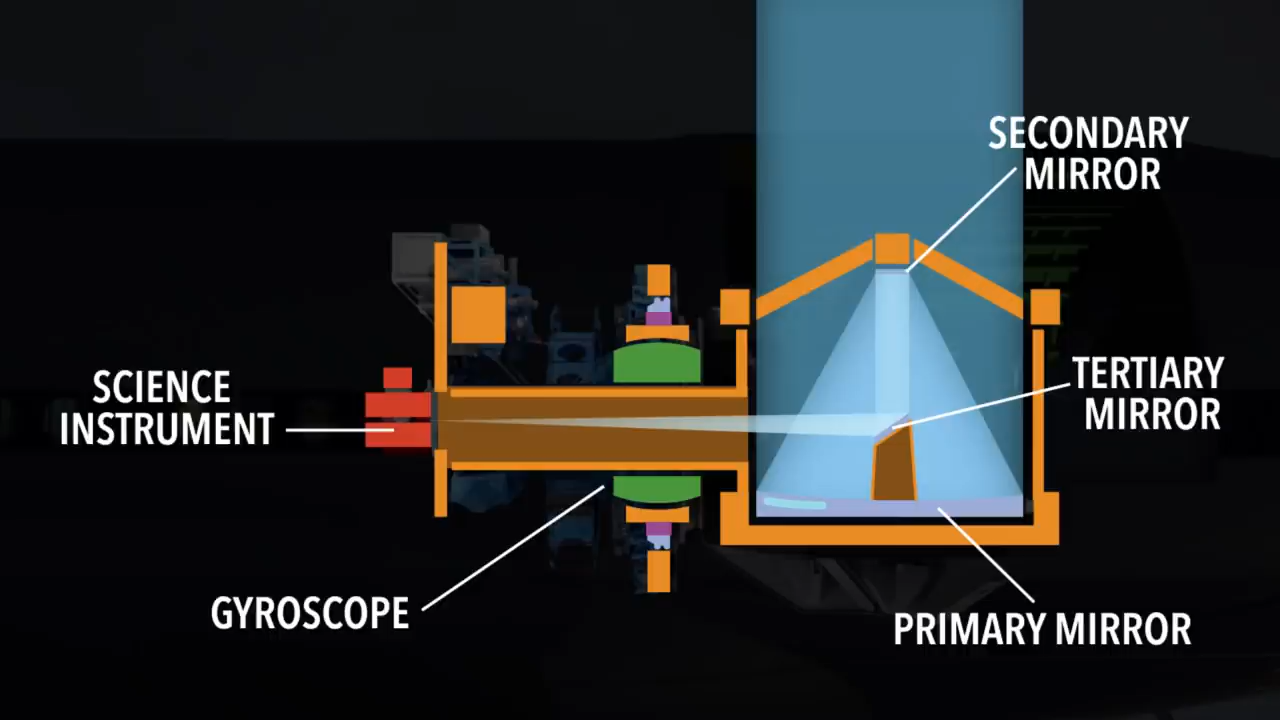 SECONDARY
MIRROR
TERTIARY
MIRROR
SCIENCE
INSTRUMENT
GYROSCOPE
PRIMARY MIRROR